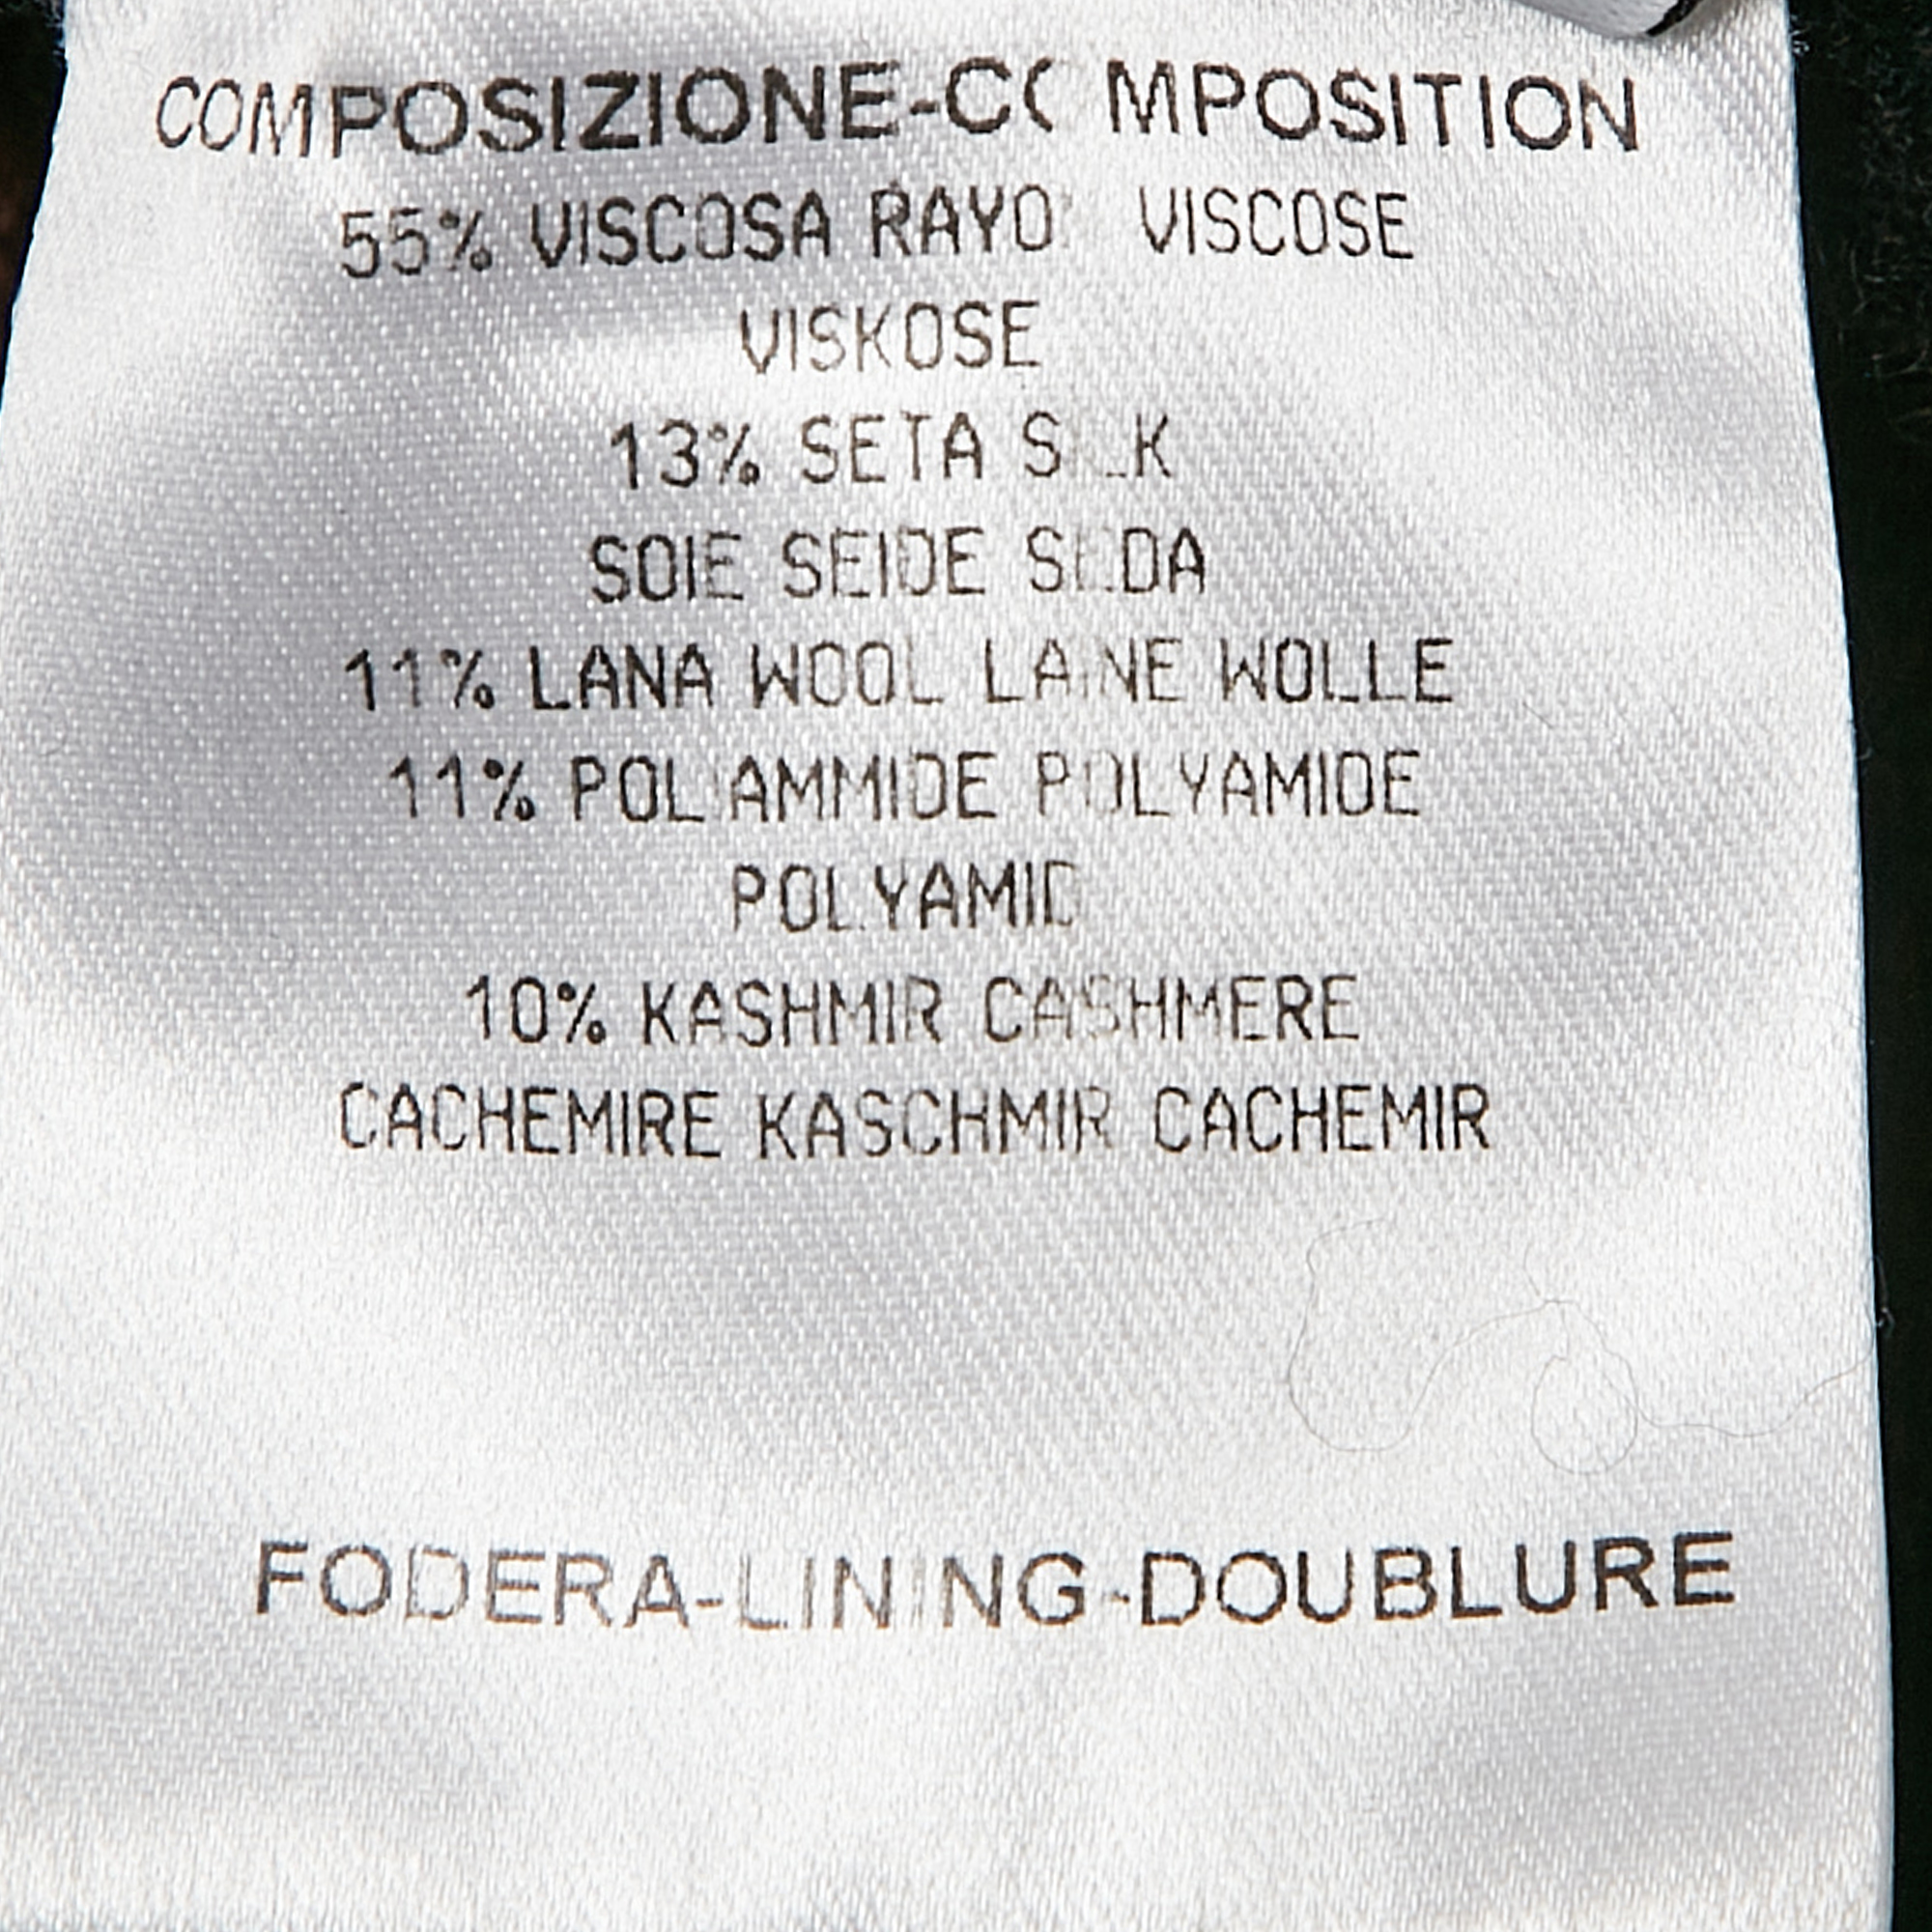 COMPOSIZIONE-COMPOSITION
55% VISCOSA RAYON VISCOSE
VISKOSE
13% SETA SILK
SOIE SEIDE SEDA
11% LANA WOOL LAINE WOLLE
11% POLIAMMIDE POLYAMIDE
POLYAMID
10% KASHMIR CASHMERE
CACHEMIRE KASCHMIR CACHEMIR
FODERA-LINING-DOUBLURE